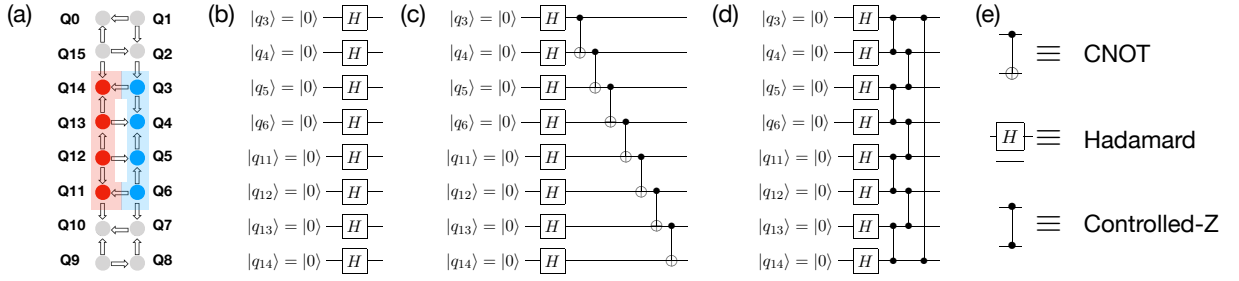 (a)
Q0 Q1
Q15 Q2
Q14 Q3
Q13 Q4
Q12 Q5
Q11 Q6
Q10 Q7
Q9 Q8
(b)
|q₃⟩ = |0⟩ H
|q₄⟩ = |0⟩ H
|q₅⟩ = |0⟩ H
|q₆⟩ = |0⟩ H
|q₁₁⟩ = |0⟩ H
|q₁₂⟩ = |0⟩ H
|q₁₃⟩ = |0⟩ H
|q₁₄⟩ = |0⟩ H
(c)
|q₃⟩ = |0⟩ H
|q₄⟩ = |0⟩ H
|q₅⟩ = |0⟩ H
|q₆⟩ = |0⟩ H
|q₁₁⟩ = |0⟩ H
|q₁₂⟩ = |0⟩ H
|q₁₃⟩ = |0⟩ H
|q₁₄⟩ = |0⟩ H
(d)
|q₃⟩ = |0⟩ H
|q₄⟩ = |0⟩ H
|q₅⟩ = |0⟩ H
|q₆⟩ = |0⟩ H
|q₁₁⟩ = |0⟩ H
|q₁₂⟩ = |0⟩ H
|q₁₃⟩ = |0⟩ H
|q₁₄⟩ = |0⟩ H
(e)
≡ CNOT
H ≡ Hadamard
≡ Controlled-Z